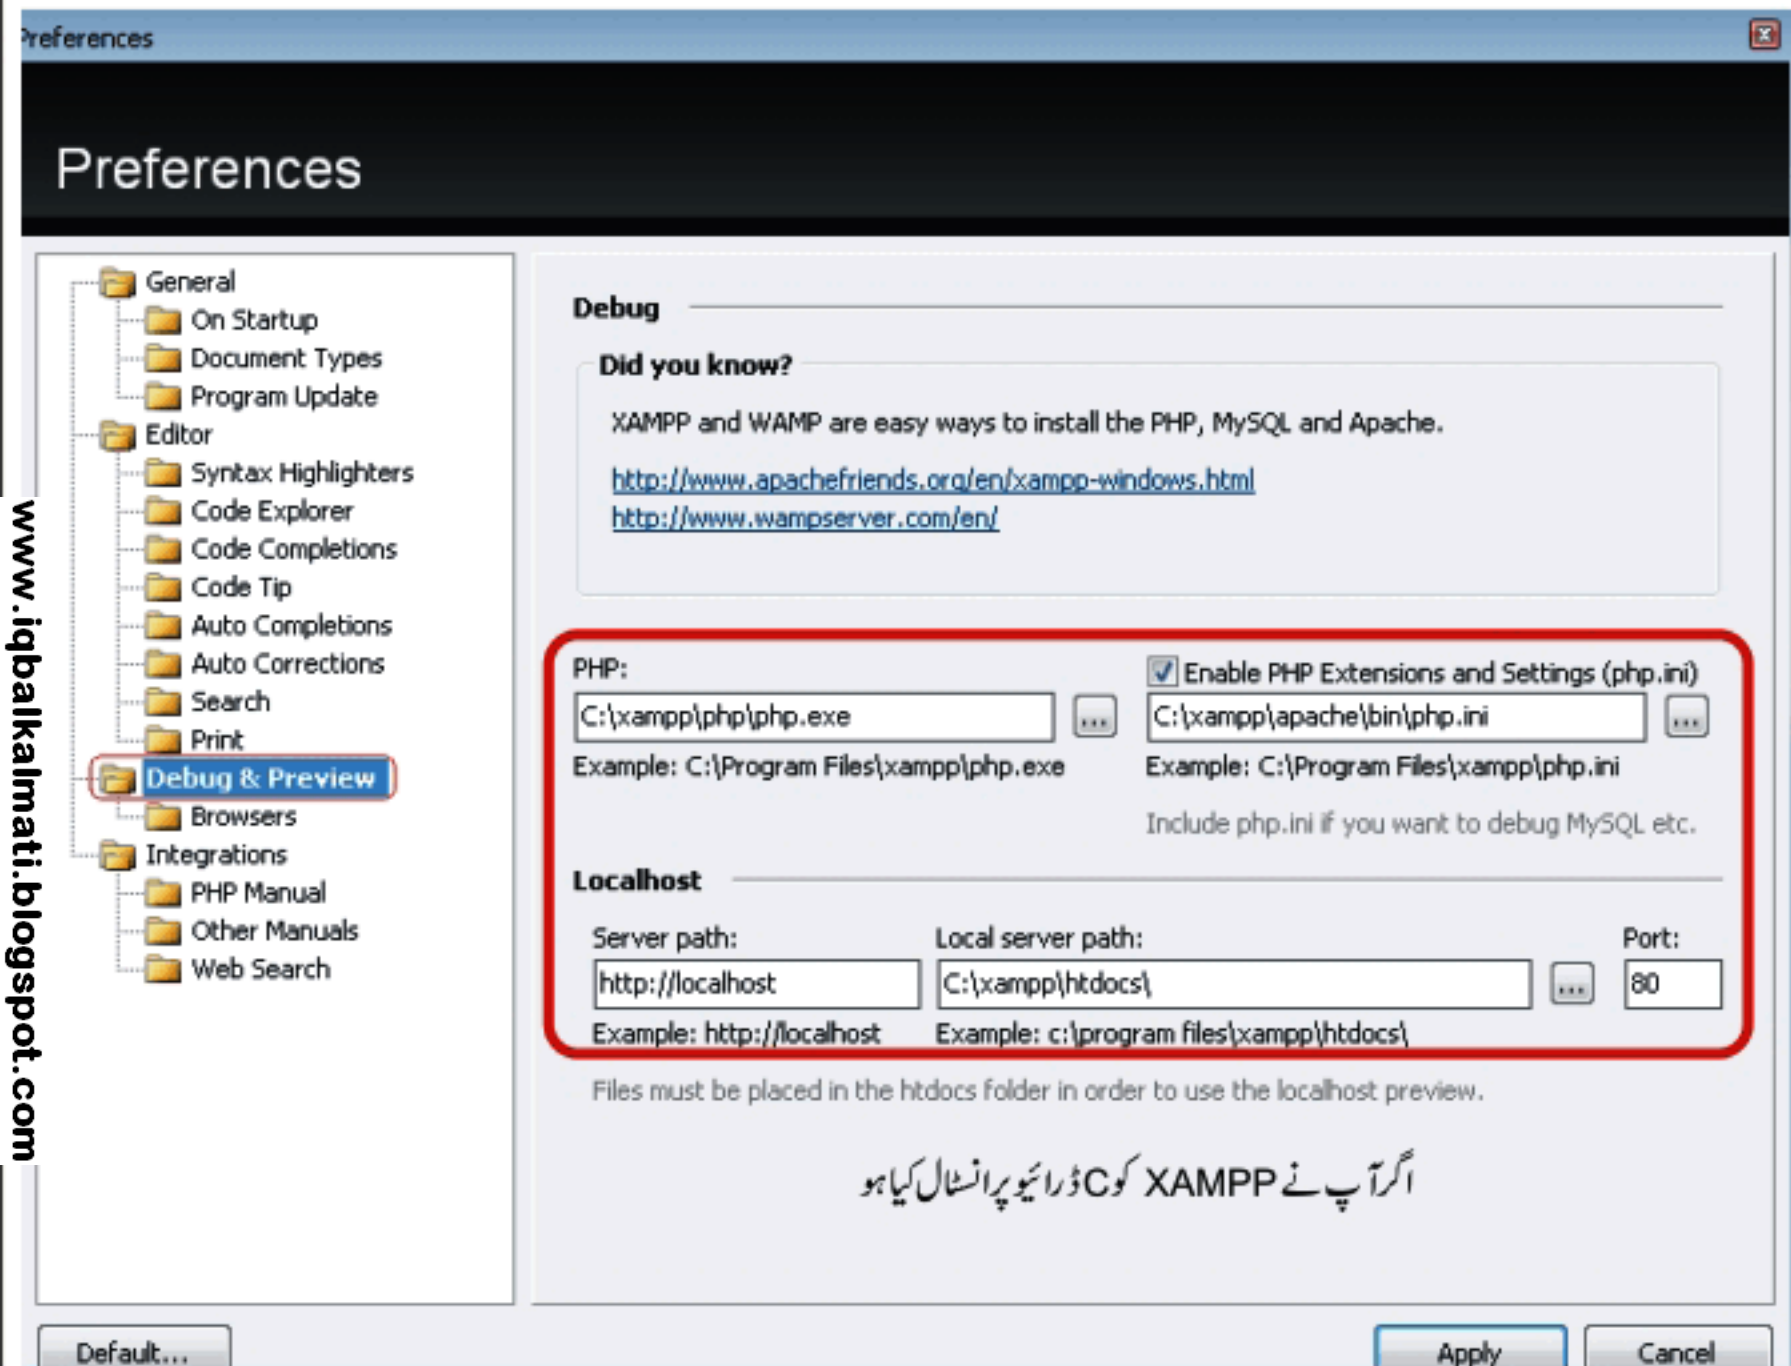 Preferences
Preferences
General
On Startup
Document Types
Program Update
Editor
Syntax Highlighters
Code Explorer
Code Completions
Code Tip
Auto Completions
Auto Corrections
Search
Print
Debug & Preview
Browsers
Integrations
PHP Manual
Other Manuals
Web Search
Debug
Did you know?
XAMPP and WAMP are easy ways to install the PHP, MySQL and Apache.
http://www.apachefriends.org/en/xampp-windows.html
http://www.wampserver.com/en/
PHP:
Enable PHP Extensions and Settings (php.ini)
C:\xampp\php\php.exe
...
C:\xampp\apache\bin\php.ini
...
Example: C:\Program Files\xampp\php.exe
Example: C:\Program Files\xampp\php.ini
Include php.ini if you want to debug MySQL etc.
Localhost
Server path:
Local server path:
Port:
http://localhost
C:\xampp\htdocs\
...
80
Example: http://localhost
Example: c:\program files\xampp\htdocs\
Files must be placed in the htdocs folder in order to use the localhost preview.
اگر آپ نے XAMPP کو C ڈرائیو پر انسٹال کیا ہو
Default...
Apply
Cancel
www.iqbalkalmati.blogspot.com